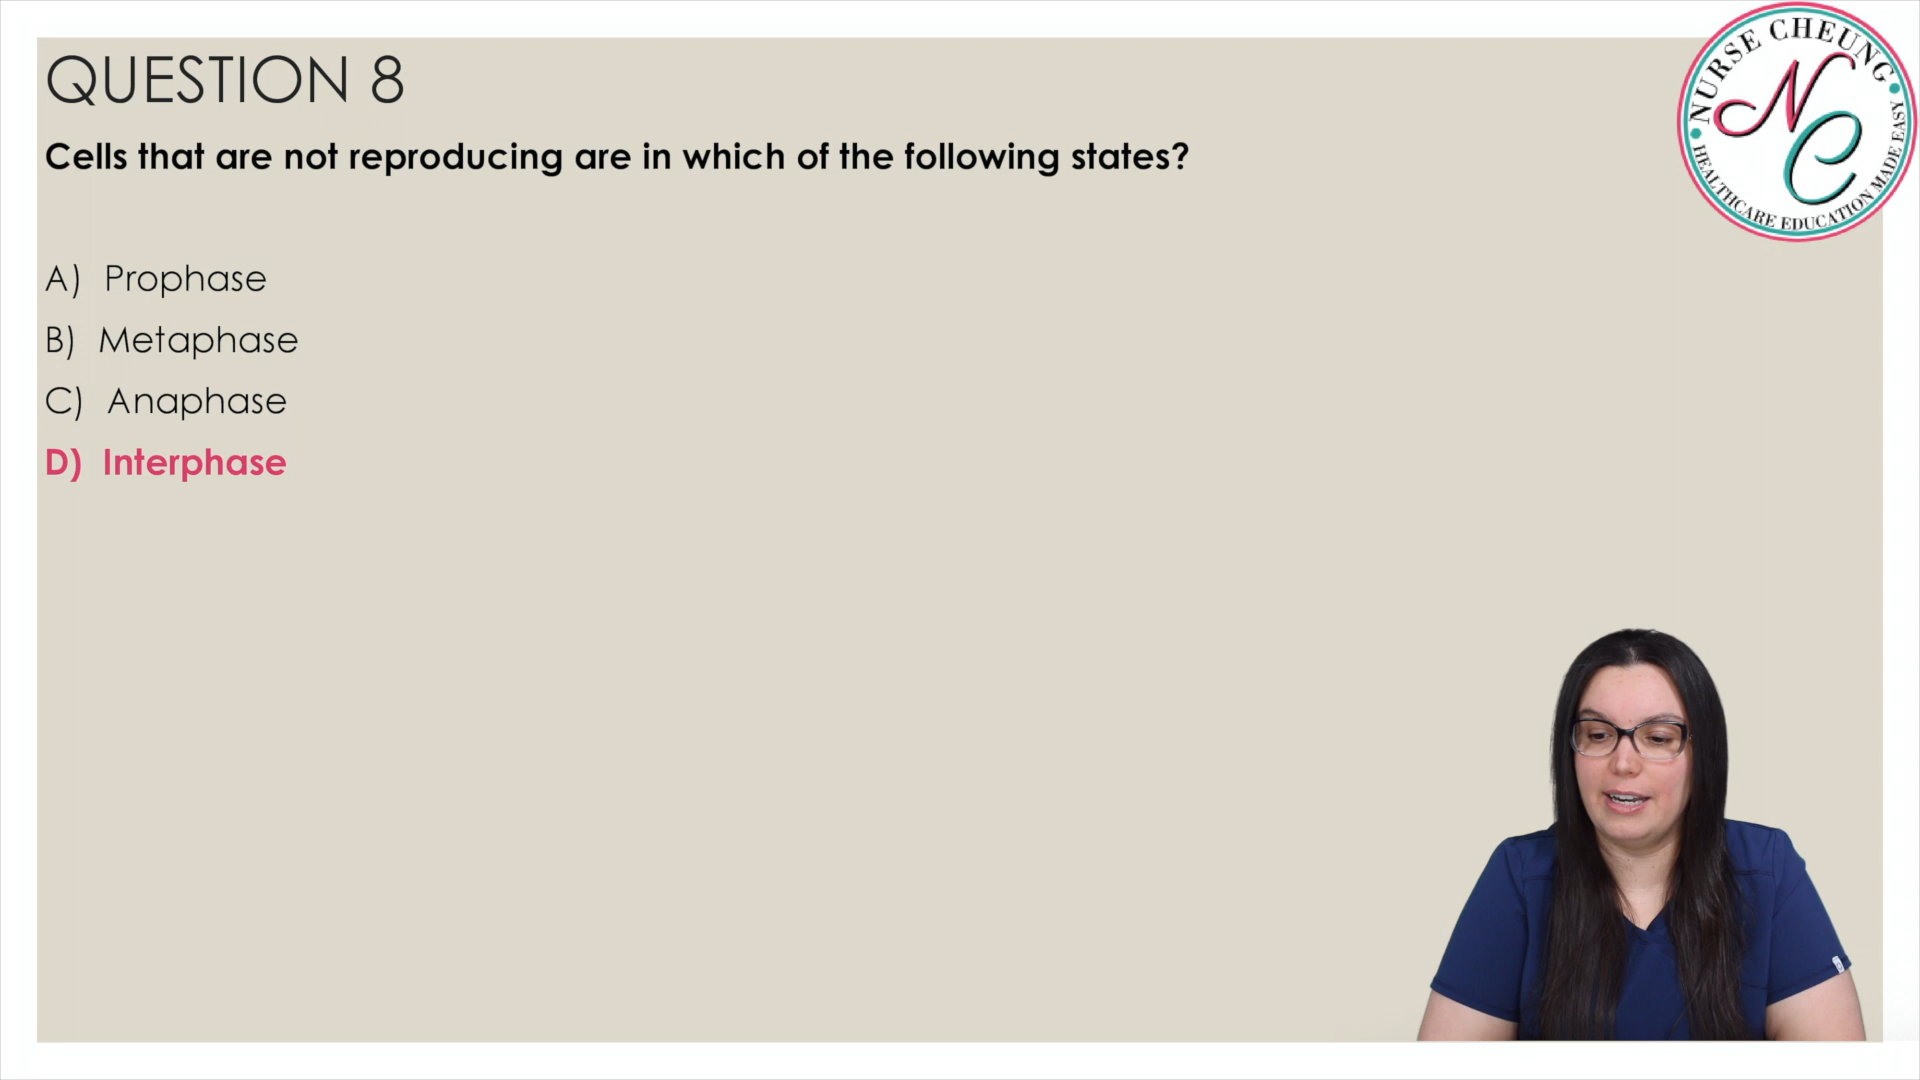 QUESTION 8
Cells that are not reproducing are in which of the following states?
A) Prophase
B) Metaphase
C) Anaphase
D) Interphase
NURSE CHEUNG
NC
HEALTHCARE EDUCATION MADE EASY